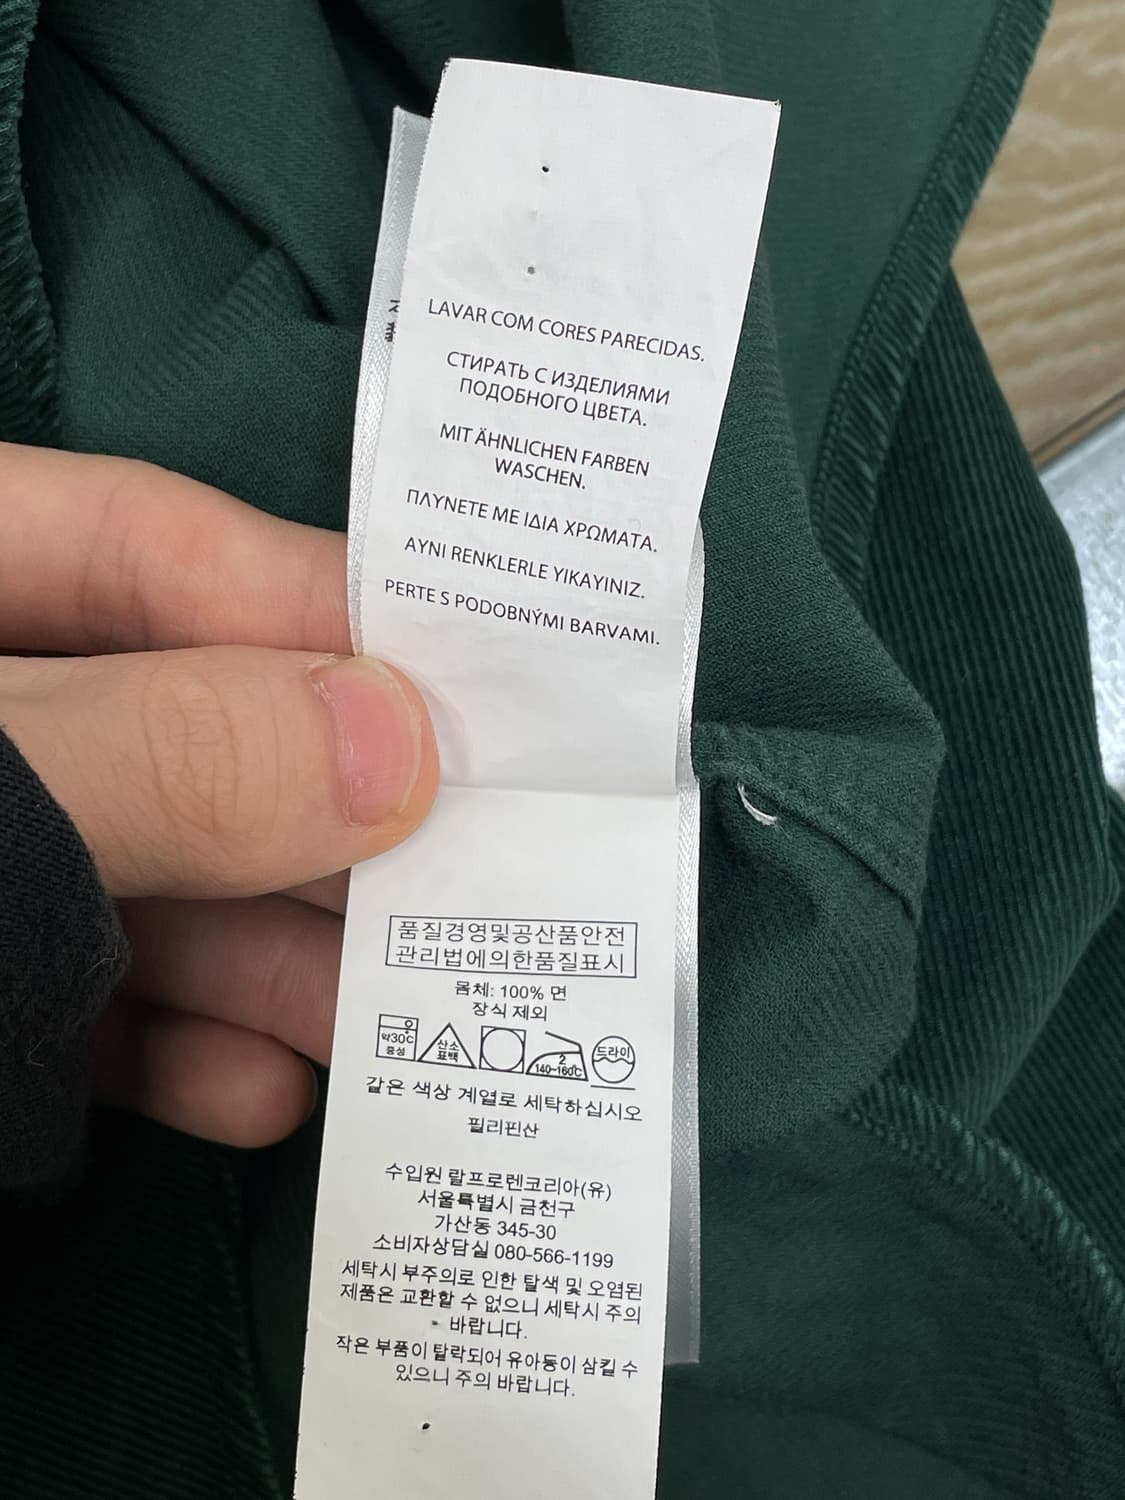 LAVAR COM CORES PARECIDAS.
СТИРАТЬ С ИЗДЕЛИЯМИ
ПОДОБНОГО ЦВЕТА.
MIT ÄHNLICHEN FARBEN
WASCHEN.
ΠΛΥΝΕΤΕ ΜΕ ΙΔΙΑ ΧΡΩΜΑΤΑ.
AYNI RENKLERLE YIKAYINIZ.
PERTE S PODOBNÝMI BARVAMI.
품질경영및공산품안전
관리법에의한품질표시
몸체: 100% 면
장식 제외
약30℃
중성
산소
표백
2
140~160℃
드라이
같은 색상 계열로 세탁하십시오
필리핀산
수입원 랄프로렌코리아(유)
서울특별시 금천구
가산동 345-30
소비자상담실 080-566-1199
세탁시 부주의로 인한 탈색 및 오염된
제품은 교환할 수 없으니 세탁시 주의
바랍니다.
작은 부품이 탈락되어 유아동이 삼킬 수
있으니 주의 바랍니다.